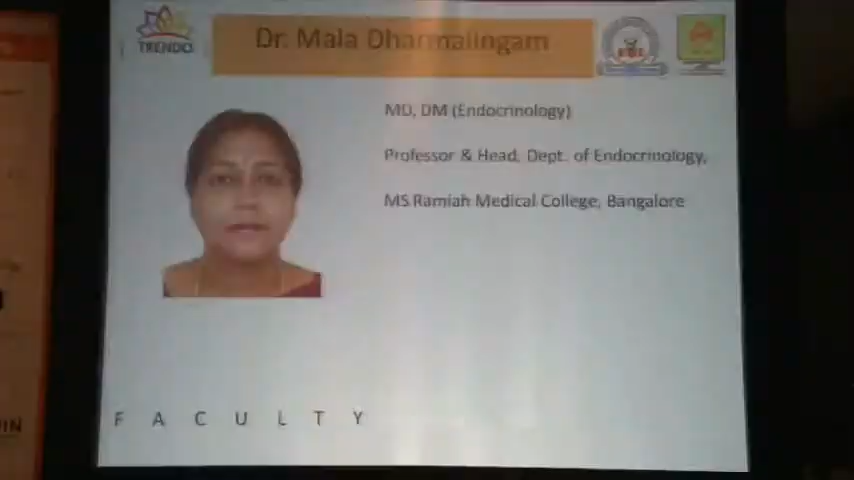 TRENDO
Dr. Mala Dharmalingam
MD, DM (Endocrinology)
Professor & Head, Dept. of Endocrinology,
MS Ramiah Medical College, Bangalore
F A C U L T Y